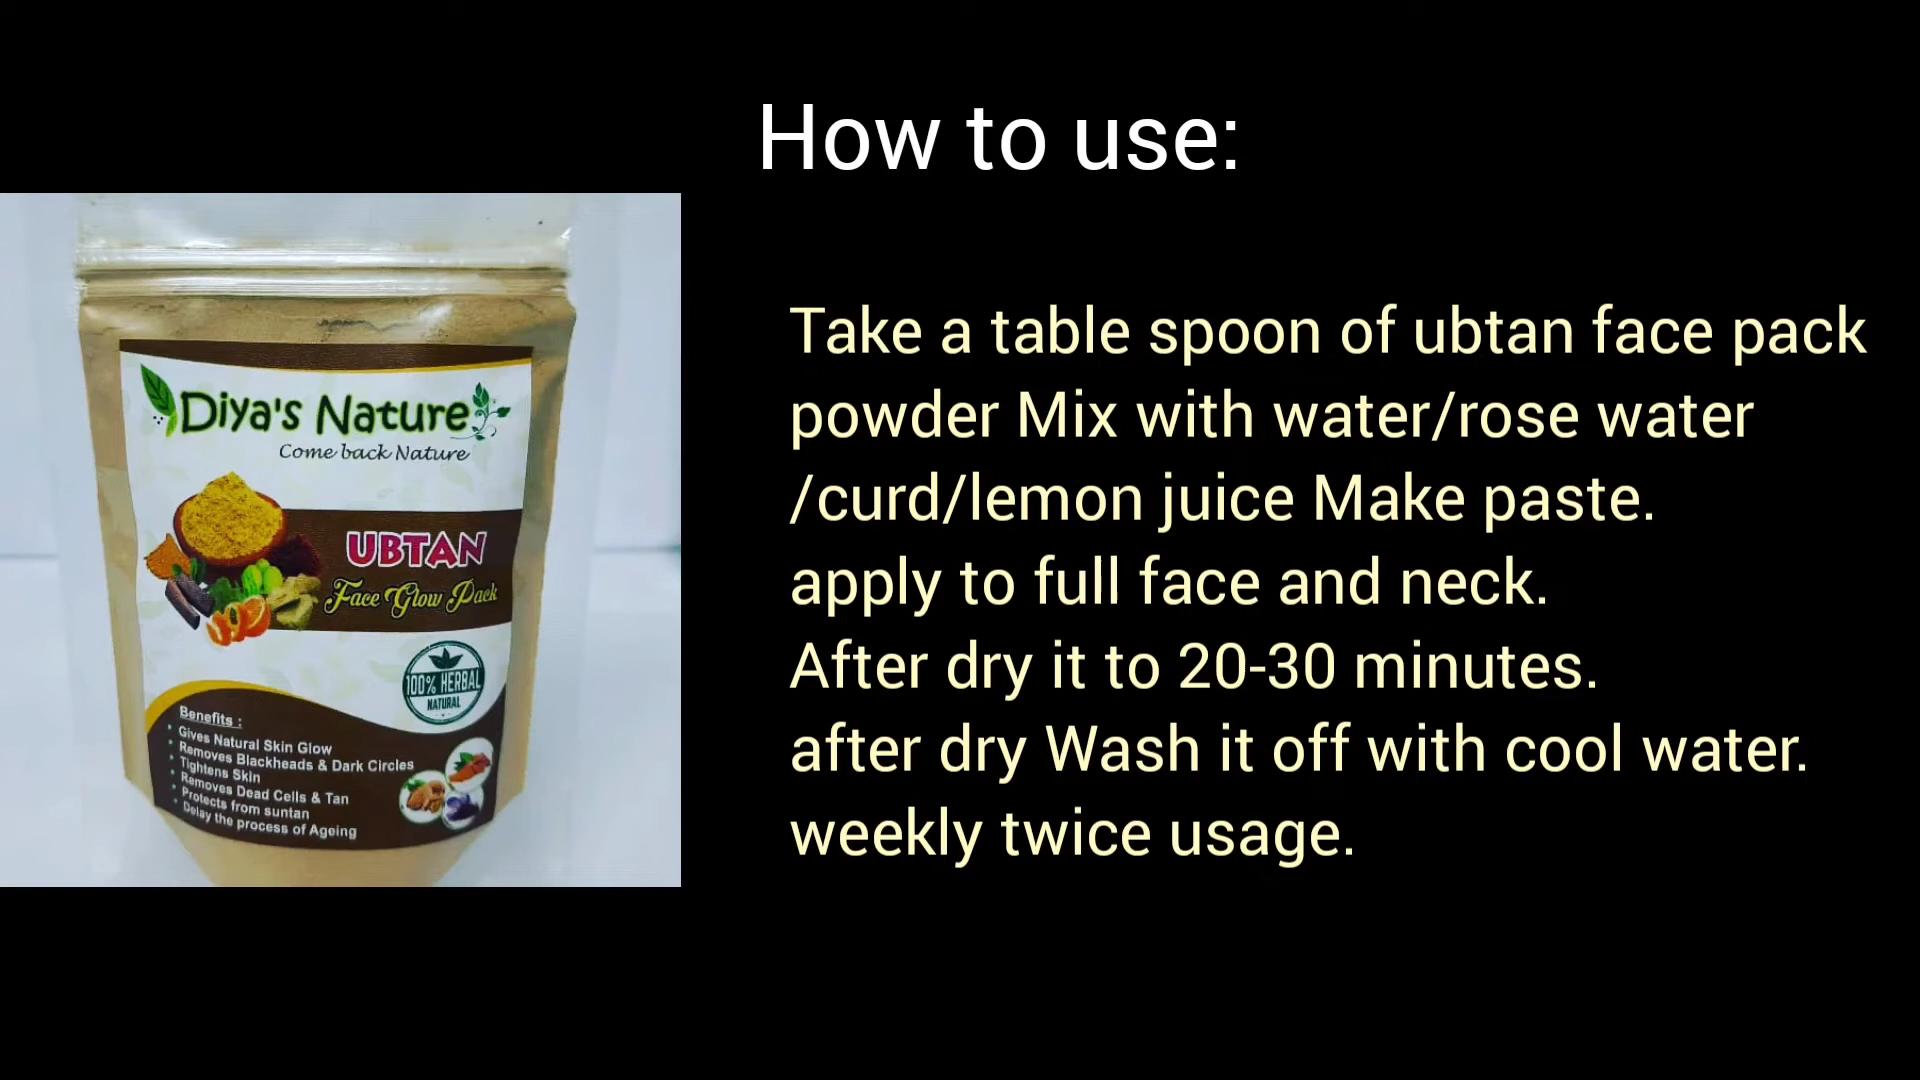 How to use:
Take a table spoon of ubtan face pack
powder Mix with water/rose water
/curd/lemon juice Make paste.
apply to full face and neck.
After dry it to 20-30 minutes.
after dry Wash it off with cool water.
weekly twice usage.
Diya's Nature
Come back Nature
UBTAN
Face Glow Pack
100% HERBAL
NATURAL
Benefits :
• Gives Natural Skin Glow
• Removes Blackheads & Dark Circles
• Tightens Skin
• Removes Dead Cells & Tan
• Protects from suntan
• Delay the process of Ageing